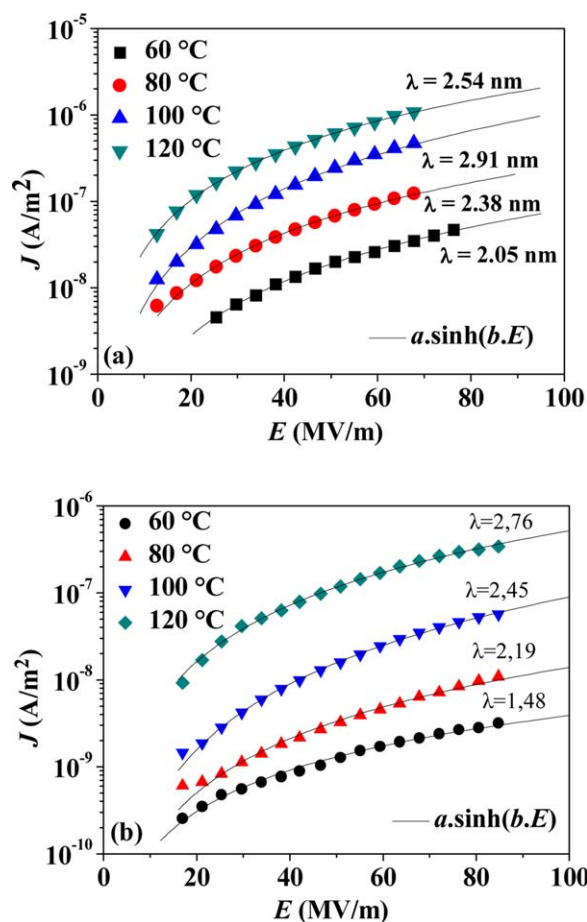 10⁻⁵
10⁻⁶
10⁻⁷
10⁻⁸
10⁻⁹
J (A/m²)
60 °C
80 °C
100 °C
120 °C
λ = 2.54 nm
λ = 2.91 nm
λ = 2.38 nm
λ = 2.05 nm
a.sinh(b.E)
(a)
0 20 40 60 80 100
E (MV/m)
10⁻⁶
10⁻⁷
10⁻⁸
10⁻⁹
10⁻¹⁰
J (A/m²)
60 °C
80 °C
100 °C
120 °C
λ=2,76
λ=2,45
λ=2,19
λ=1,48
a.sinh(b.E)
(b)
0 20 40 60 80 100
E (MV/m)